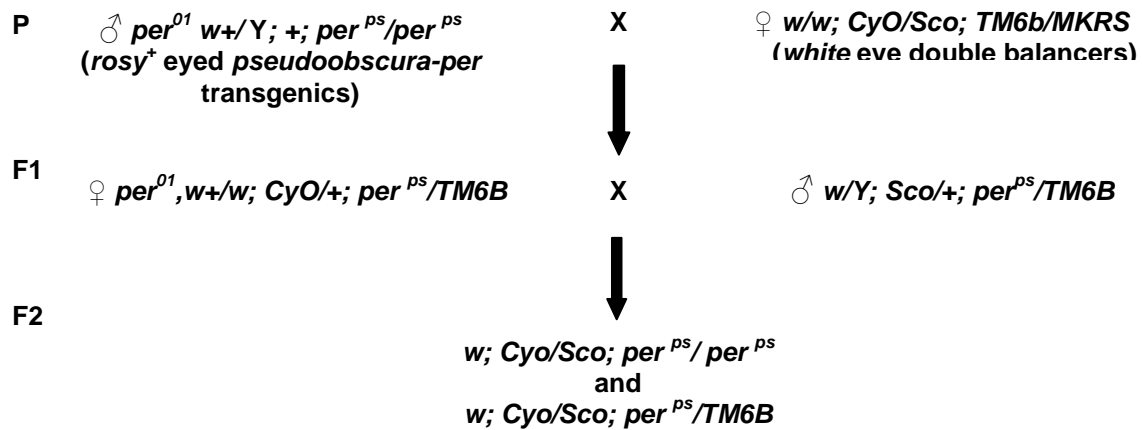 P ♂ per⁰¹ w+/ Y; +; per ᵖˢ/per ᵖˢ X ♀ w/w; CyO/Sco; TM6b/MKRS
(rosy⁺ eyed pseudoobscura-per (white eye double balancers)
transgenics)
F1
♀ per⁰¹,w+/w; CyO/+; per ᵖˢ/TM6B X ♂ w/Y; Sco/+; perᵖˢ/TM6B
F2
w; Cyo/Sco; per ᵖˢ/ per ᵖˢ
and
w; Cyo/Sco; per ᵖˢ/TM6B